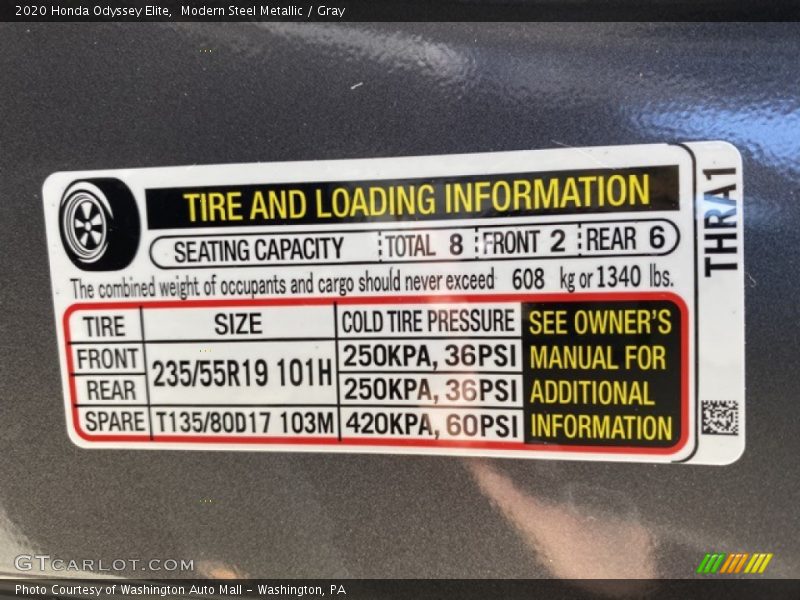 2020 Honda Odyssey Elite,  Modern Steel Metallic / Gray
TIRE AND LOADING INFORMATION
SEATING CAPACITY TOTAL 8 FRONT 2 REAR 6
The combined weight of occupants and cargo should never exceed 608 kg or 1340 lbs.
TIRE SIZE COLD TIRE PRESSURE
FRONT 235/55R19 101H 250KPA, 36PSI
REAR 250KPA, 36PSI
SPARE T135/80D17 103M 420KPA, 60PSI
SEE OWNER'S
MANUAL FOR
ADDITIONAL
INFORMATION
THRA1
GTCARLOT.COM
Photo Courtesy of Washington Auto Mall - Washington, PA